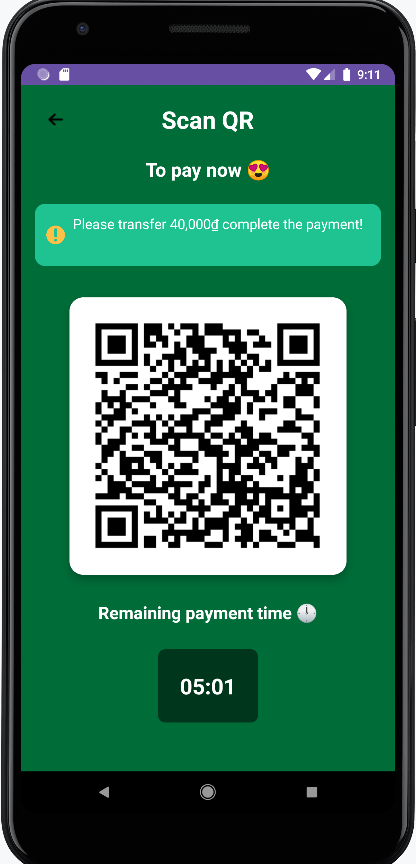 9:11
Scan QR
To pay now 😍
Please transfer 40,000₫ complete the payment!
Remaining payment time 🕛
05:01